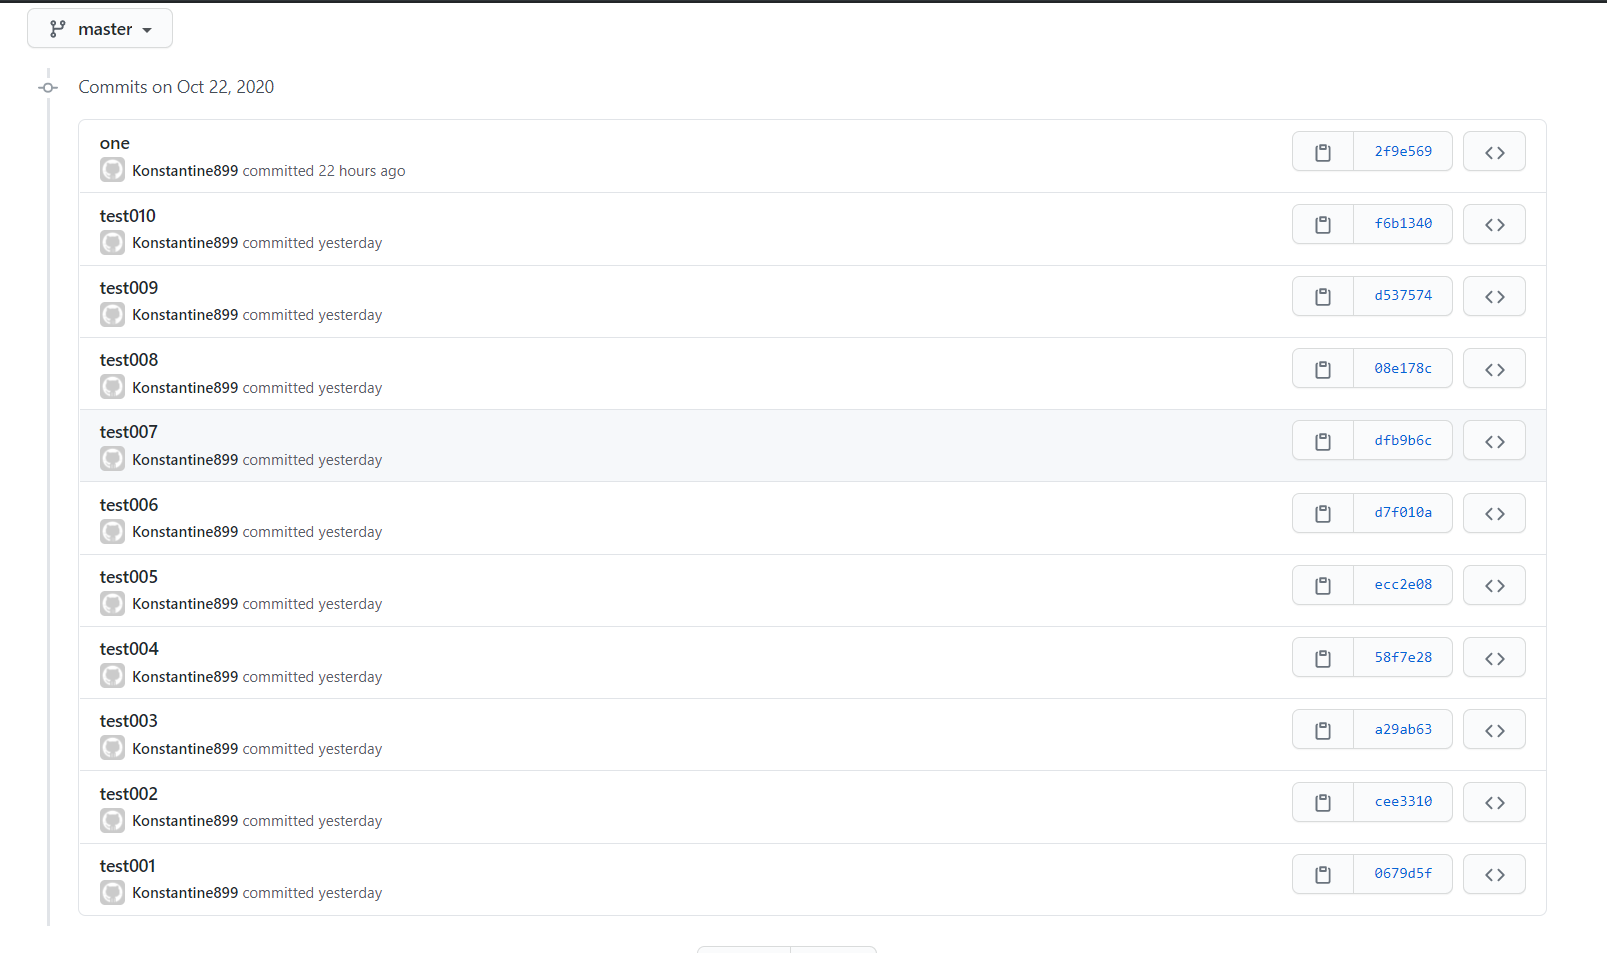 master
Commits on Oct 22, 2020
one
Konstantine899 committed 22 hours ago
2f9e569
test010
Konstantine899 committed yesterday
f6b1340
test009
Konstantine899 committed yesterday
d537574
test008
Konstantine899 committed yesterday
08e178c
test007
Konstantine899 committed yesterday
dfb9b6c
test006
Konstantine899 committed yesterday
d7f010a
test005
Konstantine899 committed yesterday
ecc2e08
test004
Konstantine899 committed yesterday
58f7e28
test003
Konstantine899 committed yesterday
a29ab63
test002
Konstantine899 committed yesterday
cee3310
test001
Konstantine899 committed yesterday
0679d5f